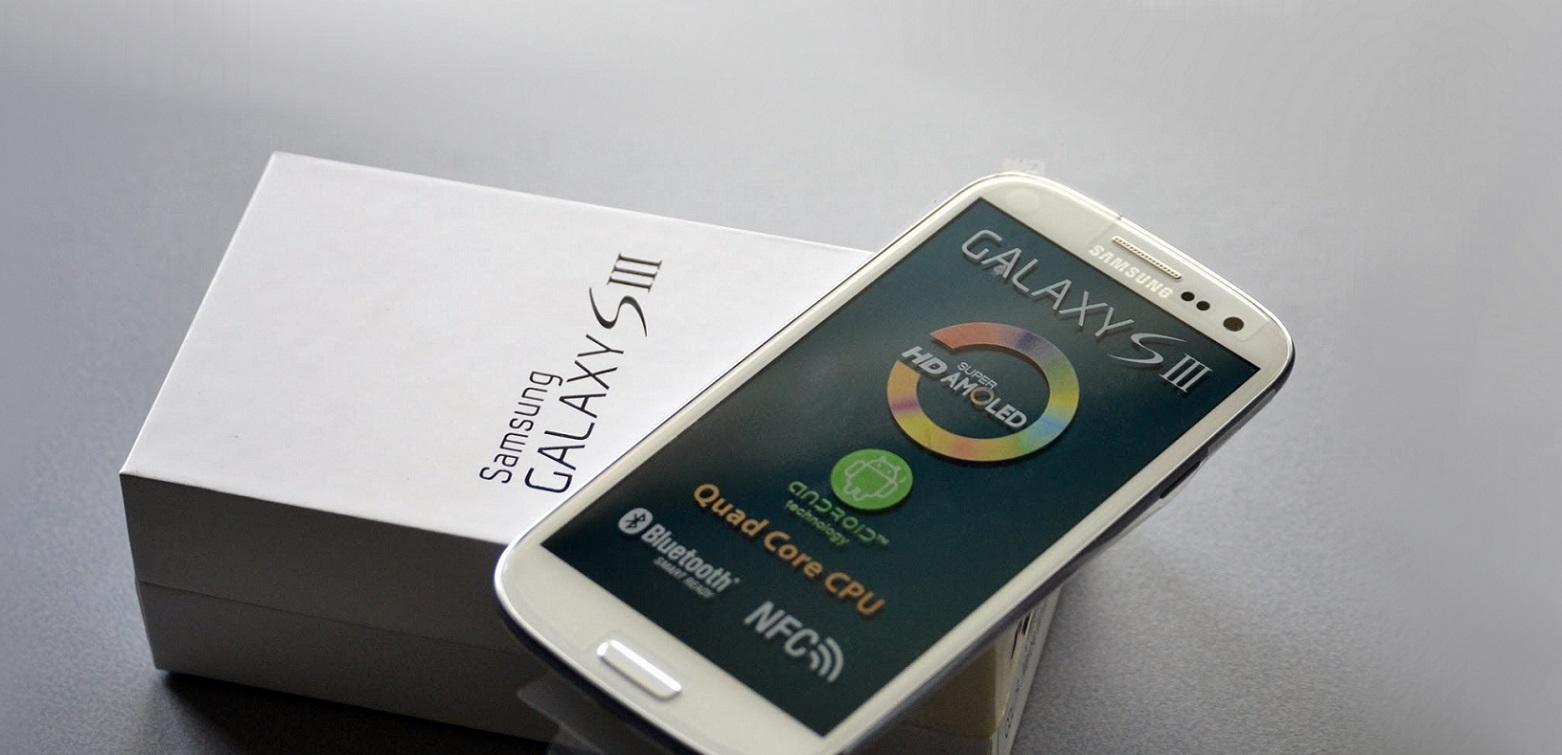 Samsung
GALAXY S III
SAMSUNG
GALAXY S III
SUPER
HD AMOLED
ANDROID™
technology
Quad Core CPU
Bluetooth®
SMART READY
NFC